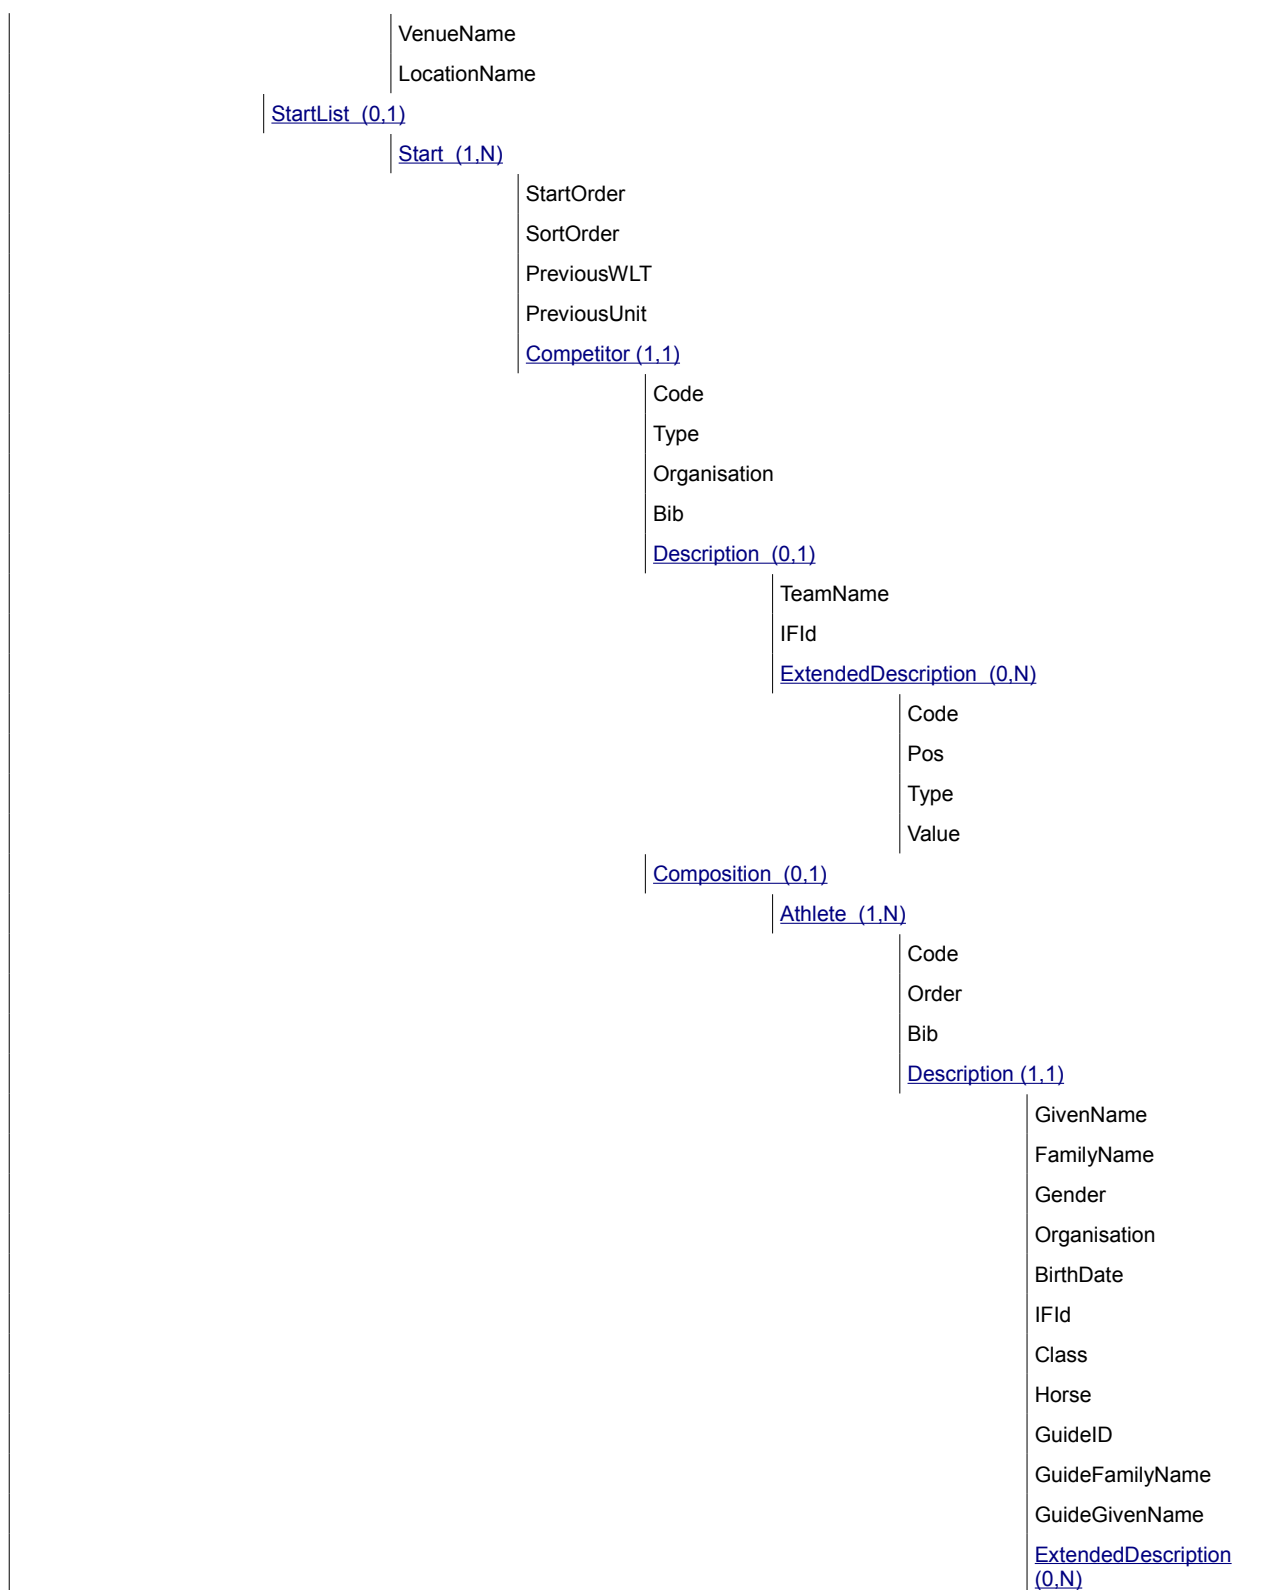 VenueName
LocationName
StartList (0,1)
Start (1,N)
StartOrder
SortOrder
PreviousWLT
PreviousUnit
Competitor (1,1)
Code
Type
Organisation
Bib
Description (0,1)
TeamName
IFId
ExtendedDescription (0,N)
Code
Pos
Type
Value
Composition (0,1)
Athlete (1,N)
Code
Order
Bib
Description (1,1)
GivenName
FamilyName
Gender
Organisation
BirthDate
IFId
Class
Horse
GuideID
GuideFamilyName
GuideGivenName
ExtendedDescription
(0,N)